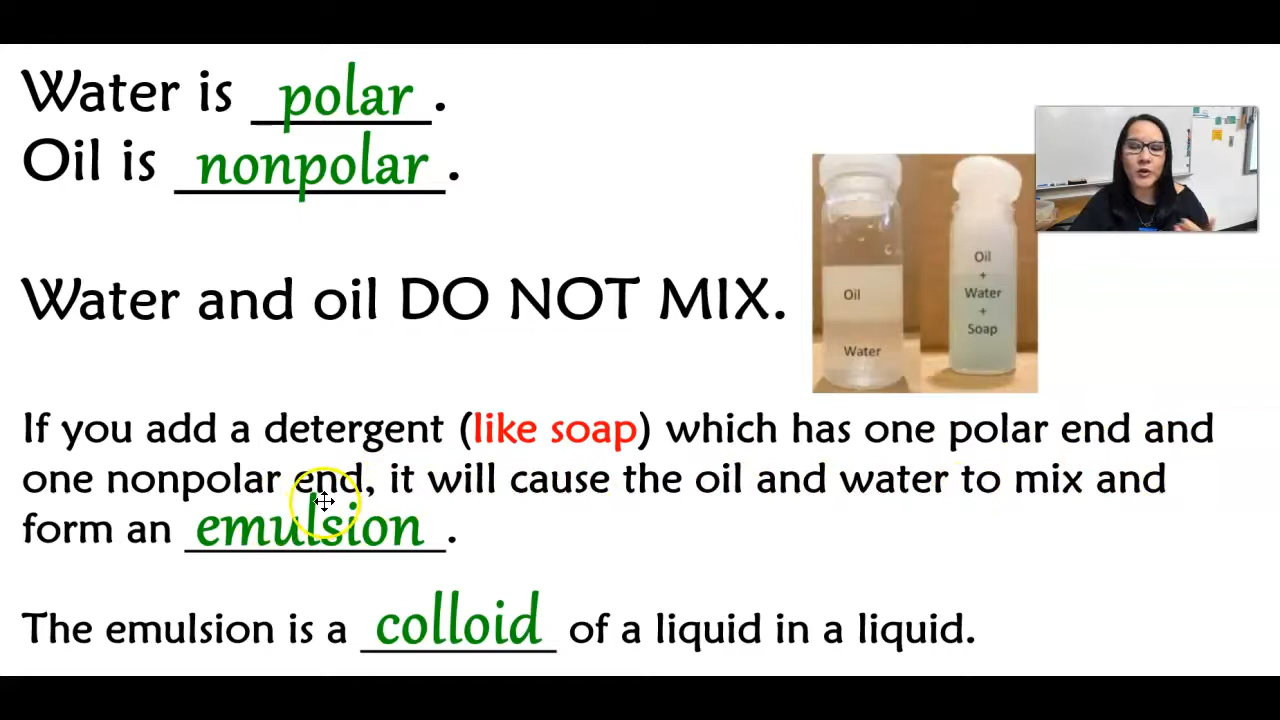 Water is polar.
Oil is nonpolar.
Water and oil DO NOT MIX.
Oil
Water
Oil
+
Water
+
Soap
If you add a detergent (like soap) which has one polar end and
one nonpolar end, it will cause the oil and water to mix and
form an emulsion.
The emulsion is a colloid of a liquid in a liquid.